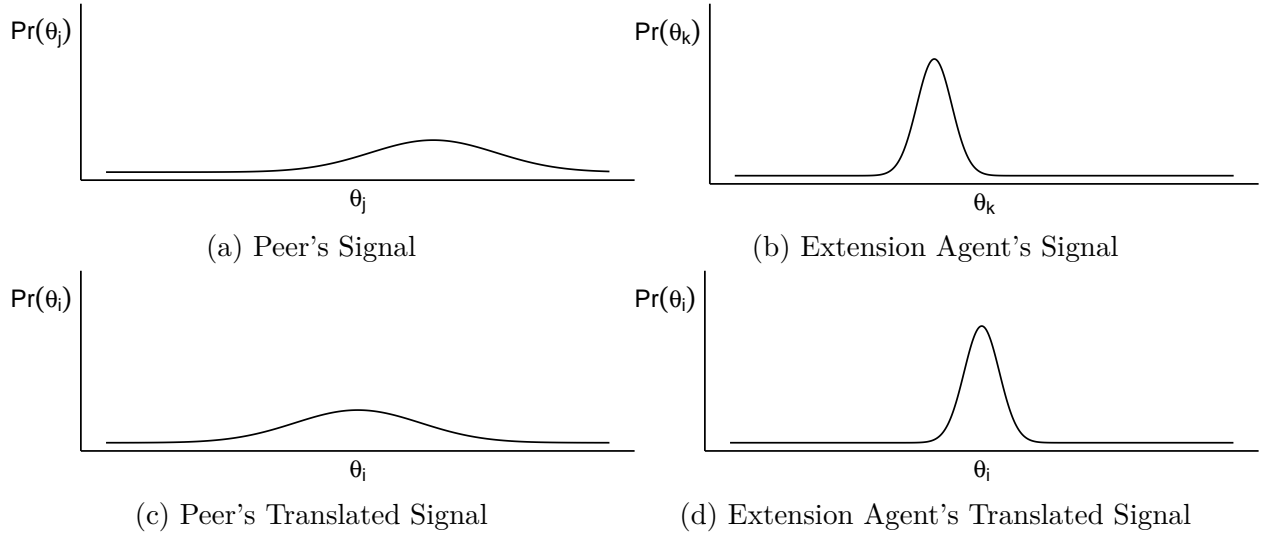 Pr(θj)
θj
(a) Peer's Signal
Pr(θk)
θk
(b) Extension Agent's Signal
Pr(θi)
θi
(c) Peer's Translated Signal
Pr(θi)
θi
(d) Extension Agent's Translated Signal